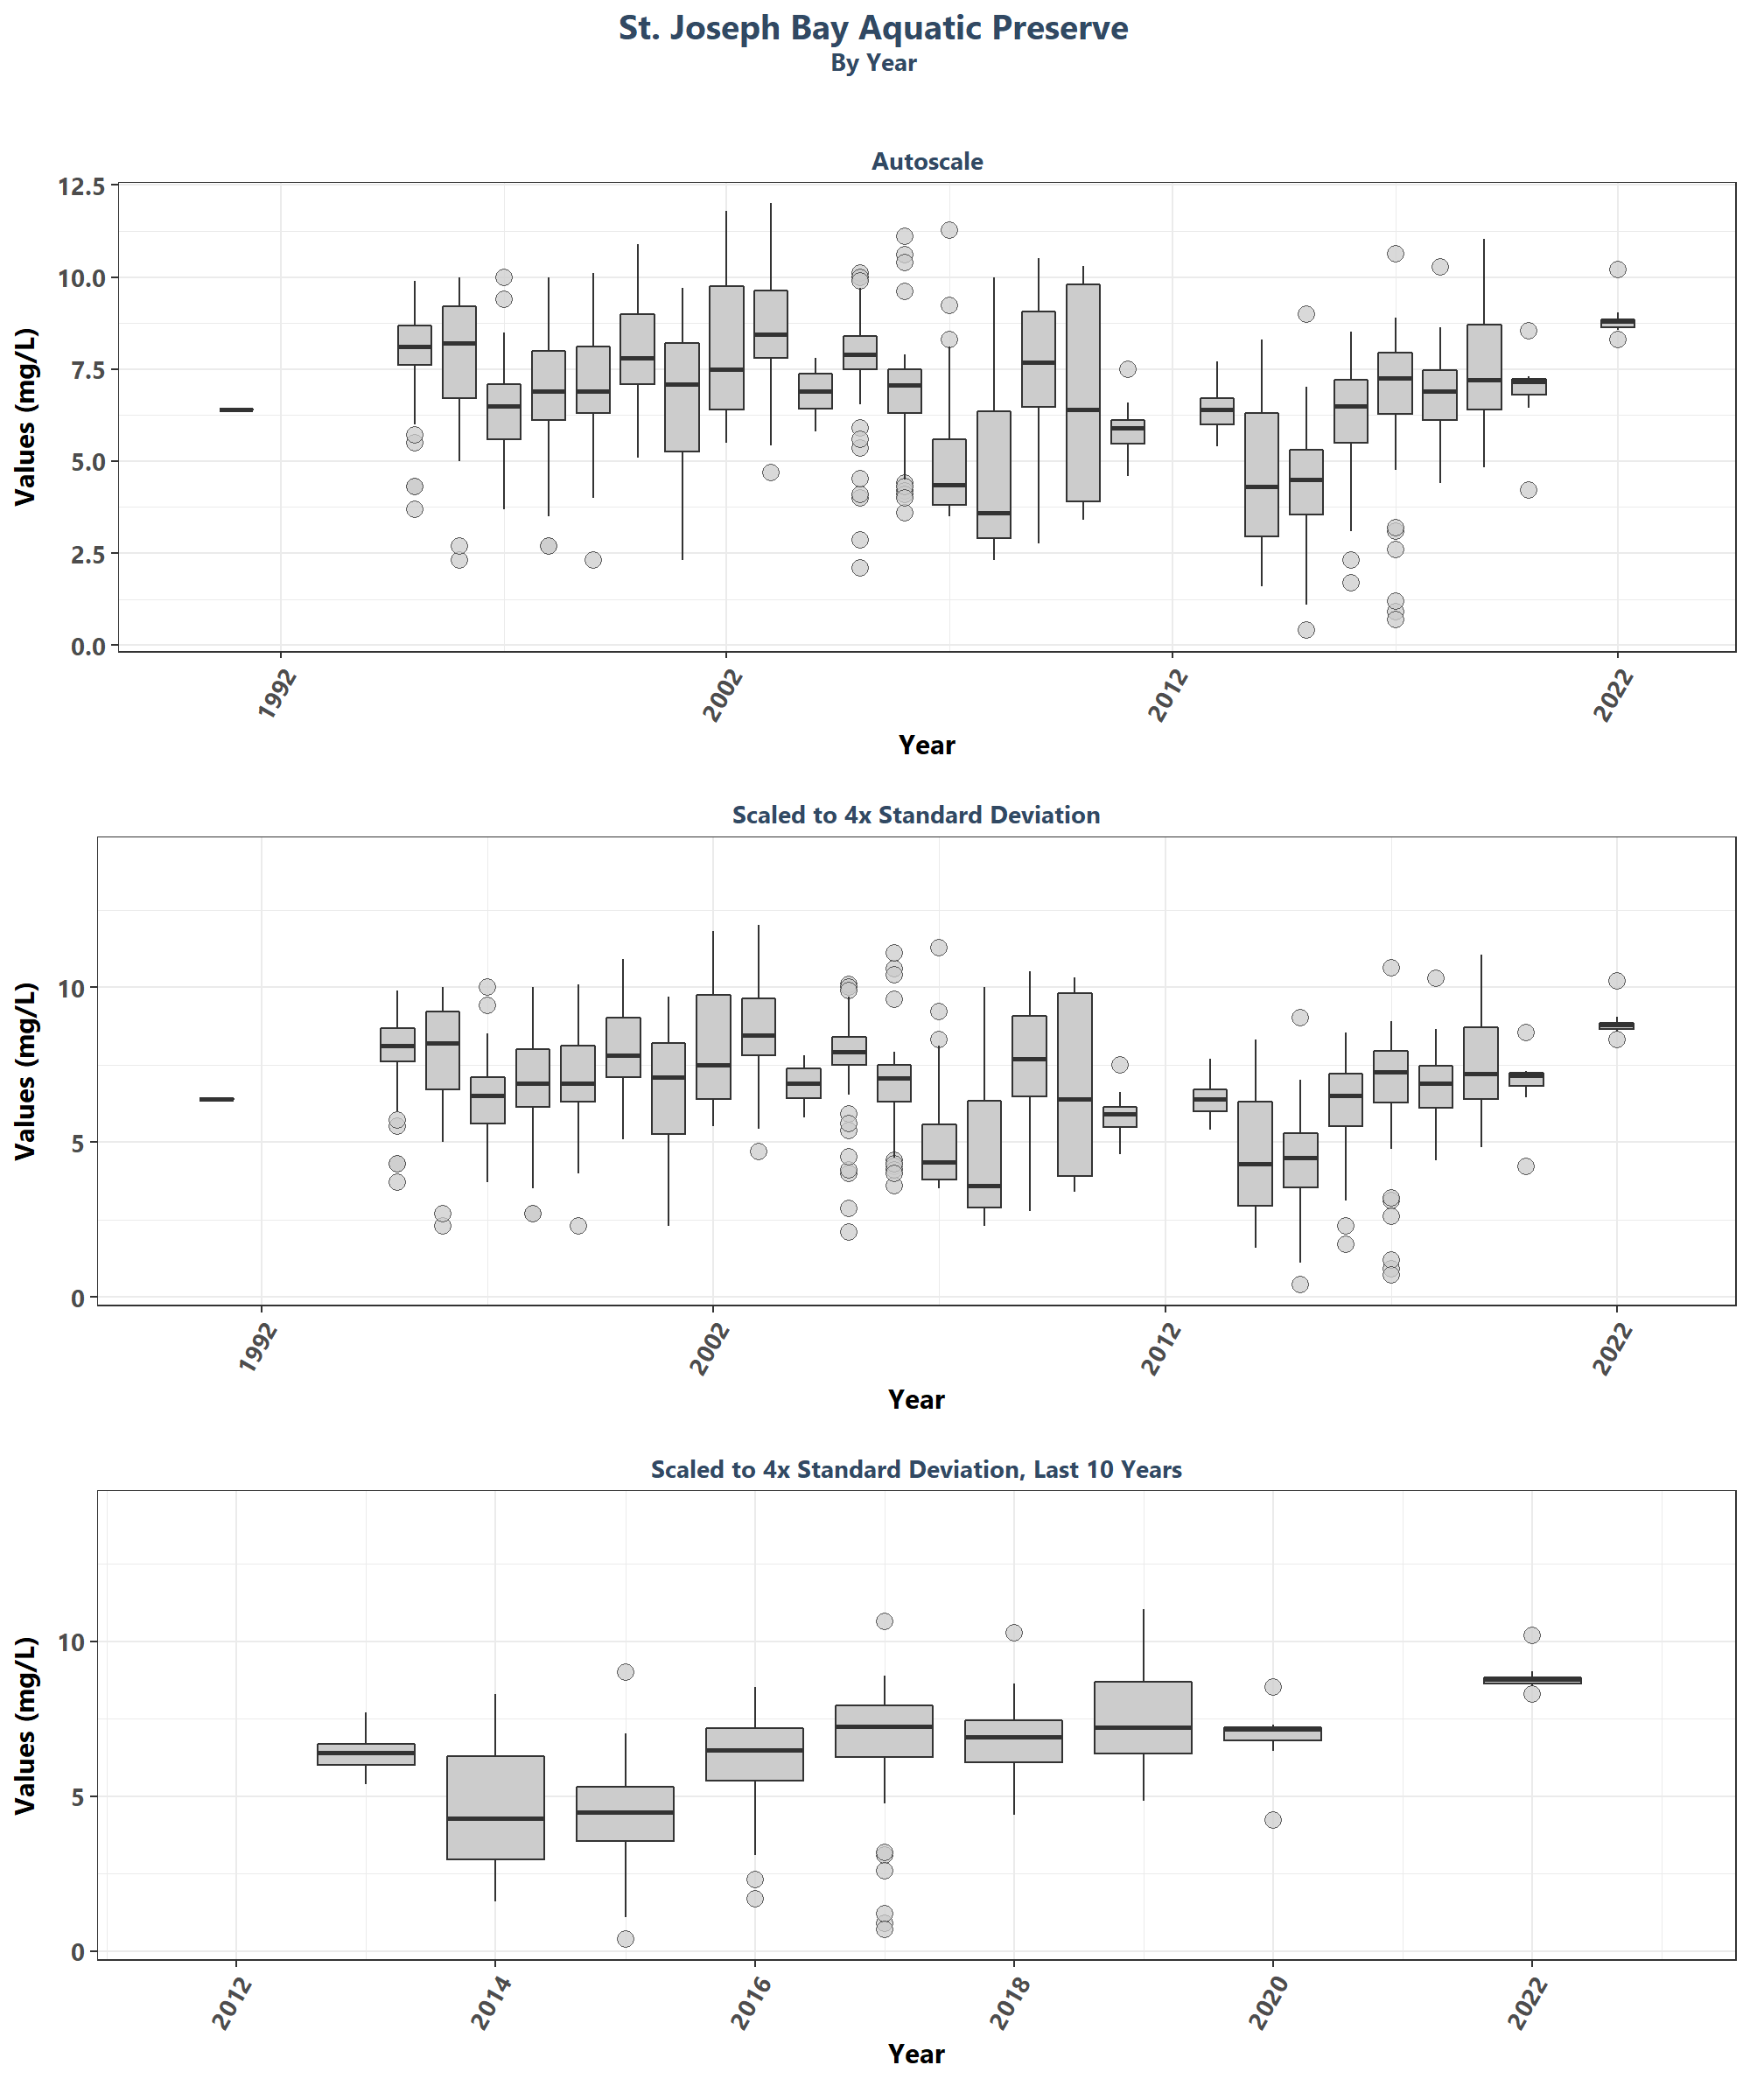 St. Joseph Bay Aquatic Preserve
By Year
Autoscale
12.5
10.0
7.5
5.0
2.5
0.0
Values (mg/L)
1992
2002
2012
2022
Year
Scaled to 4x Standard Deviation
10
5
0
Values (mg/L)
1992
2002
2012
2022
Year
Scaled to 4x Standard Deviation, Last 10 Years
10
5
0
Values (mg/L)
2012
2014
2016
2018
2020
2022
Year